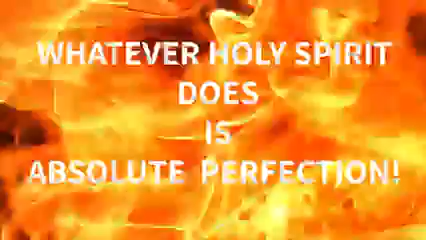 WHATEVER HOLY SPIRIT
DOES
IS
ABSOLUTE PERFECTION!